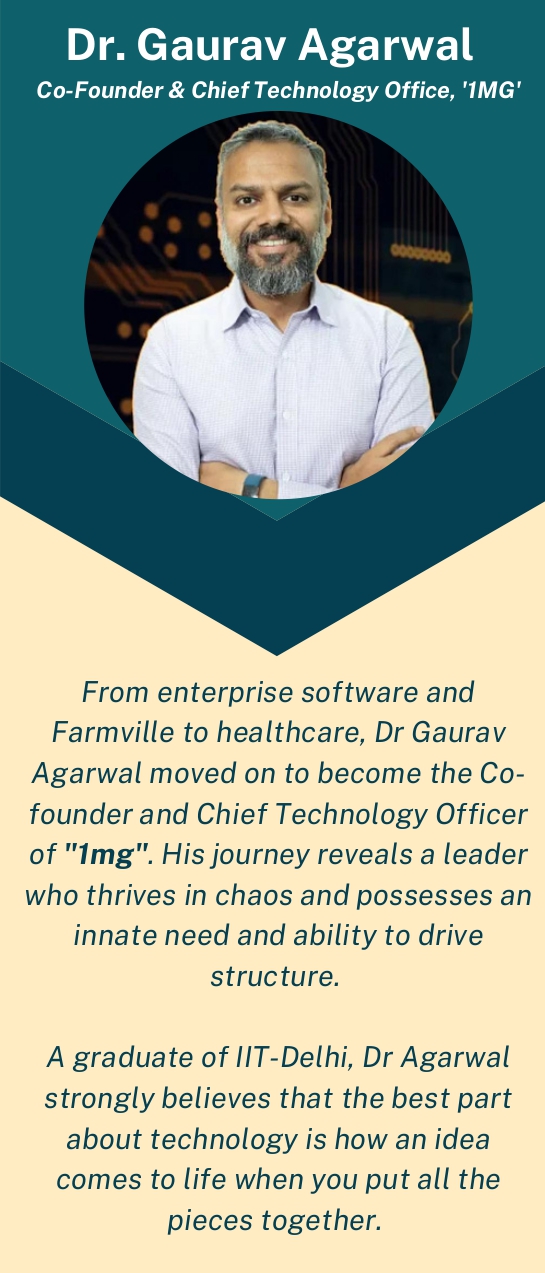 Dr. Gaurav Agarwal
Co-Founder & Chief Technology Office, '1MG'
From enterprise software and
Farmville to healthcare, Dr Gaurav
Agarwal moved on to become the Co-
founder and Chief Technology Officer
of "1mg". His journey reveals a leader
who thrives in chaos and possesses an
innate need and ability to drive
structure.
A graduate of IIT-Delhi, Dr Agarwal
strongly believes that the best part
about technology is how an idea
comes to life when you put all the
pieces together.